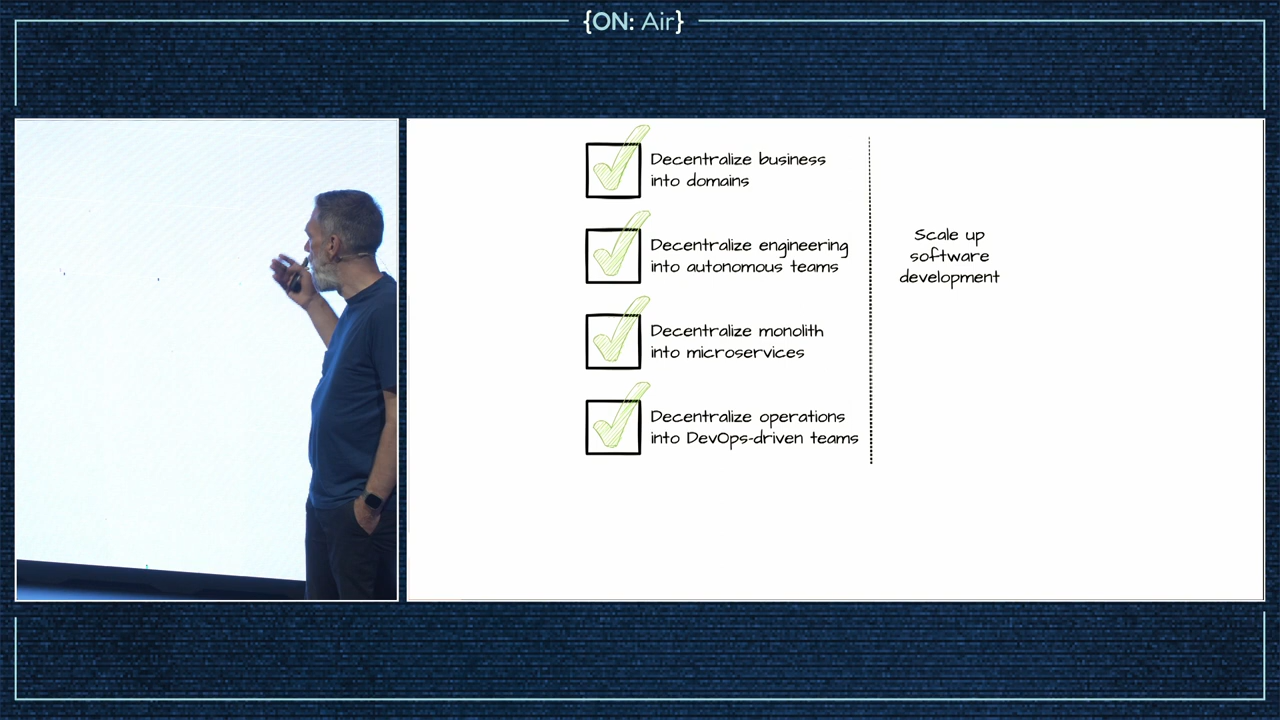 {ON: Air}
Decentralize business
into domains
Decentralize engineering
into autonomous teams
Decentralize monolith
into microservices
Decentralize operations
into DevOps-driven teams
Scale up
software
development